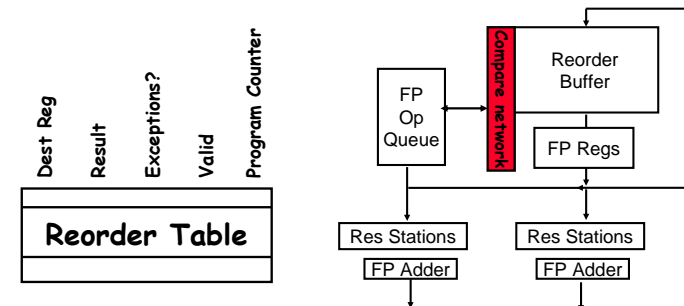 Dest Reg
Result
Exceptions?
Valid
Program Counter
Reorder Table
FP
Op
Queue
Compare network
Reorder
Buffer
FP Regs
Res Stations
FP Adder
Res Stations
FP Adder